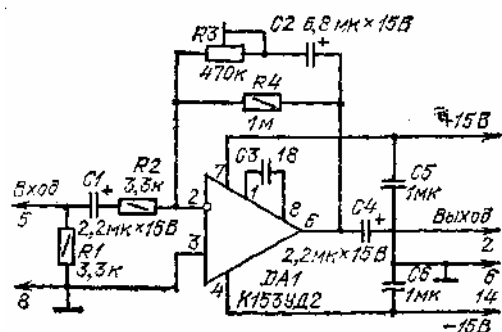 R3
C2 6,8 мк×15В
470к
R4
1м
+15В
C3 18
7
1
C5
1мк
R2
C1
3,3к
Вход
5
2
8
6
C4
Выход
2
2,2мк×15В
3
R1
3,3к
2,2мк×15В
6
DA1
C6
1мк
8
4
К153УД2
14
-15В